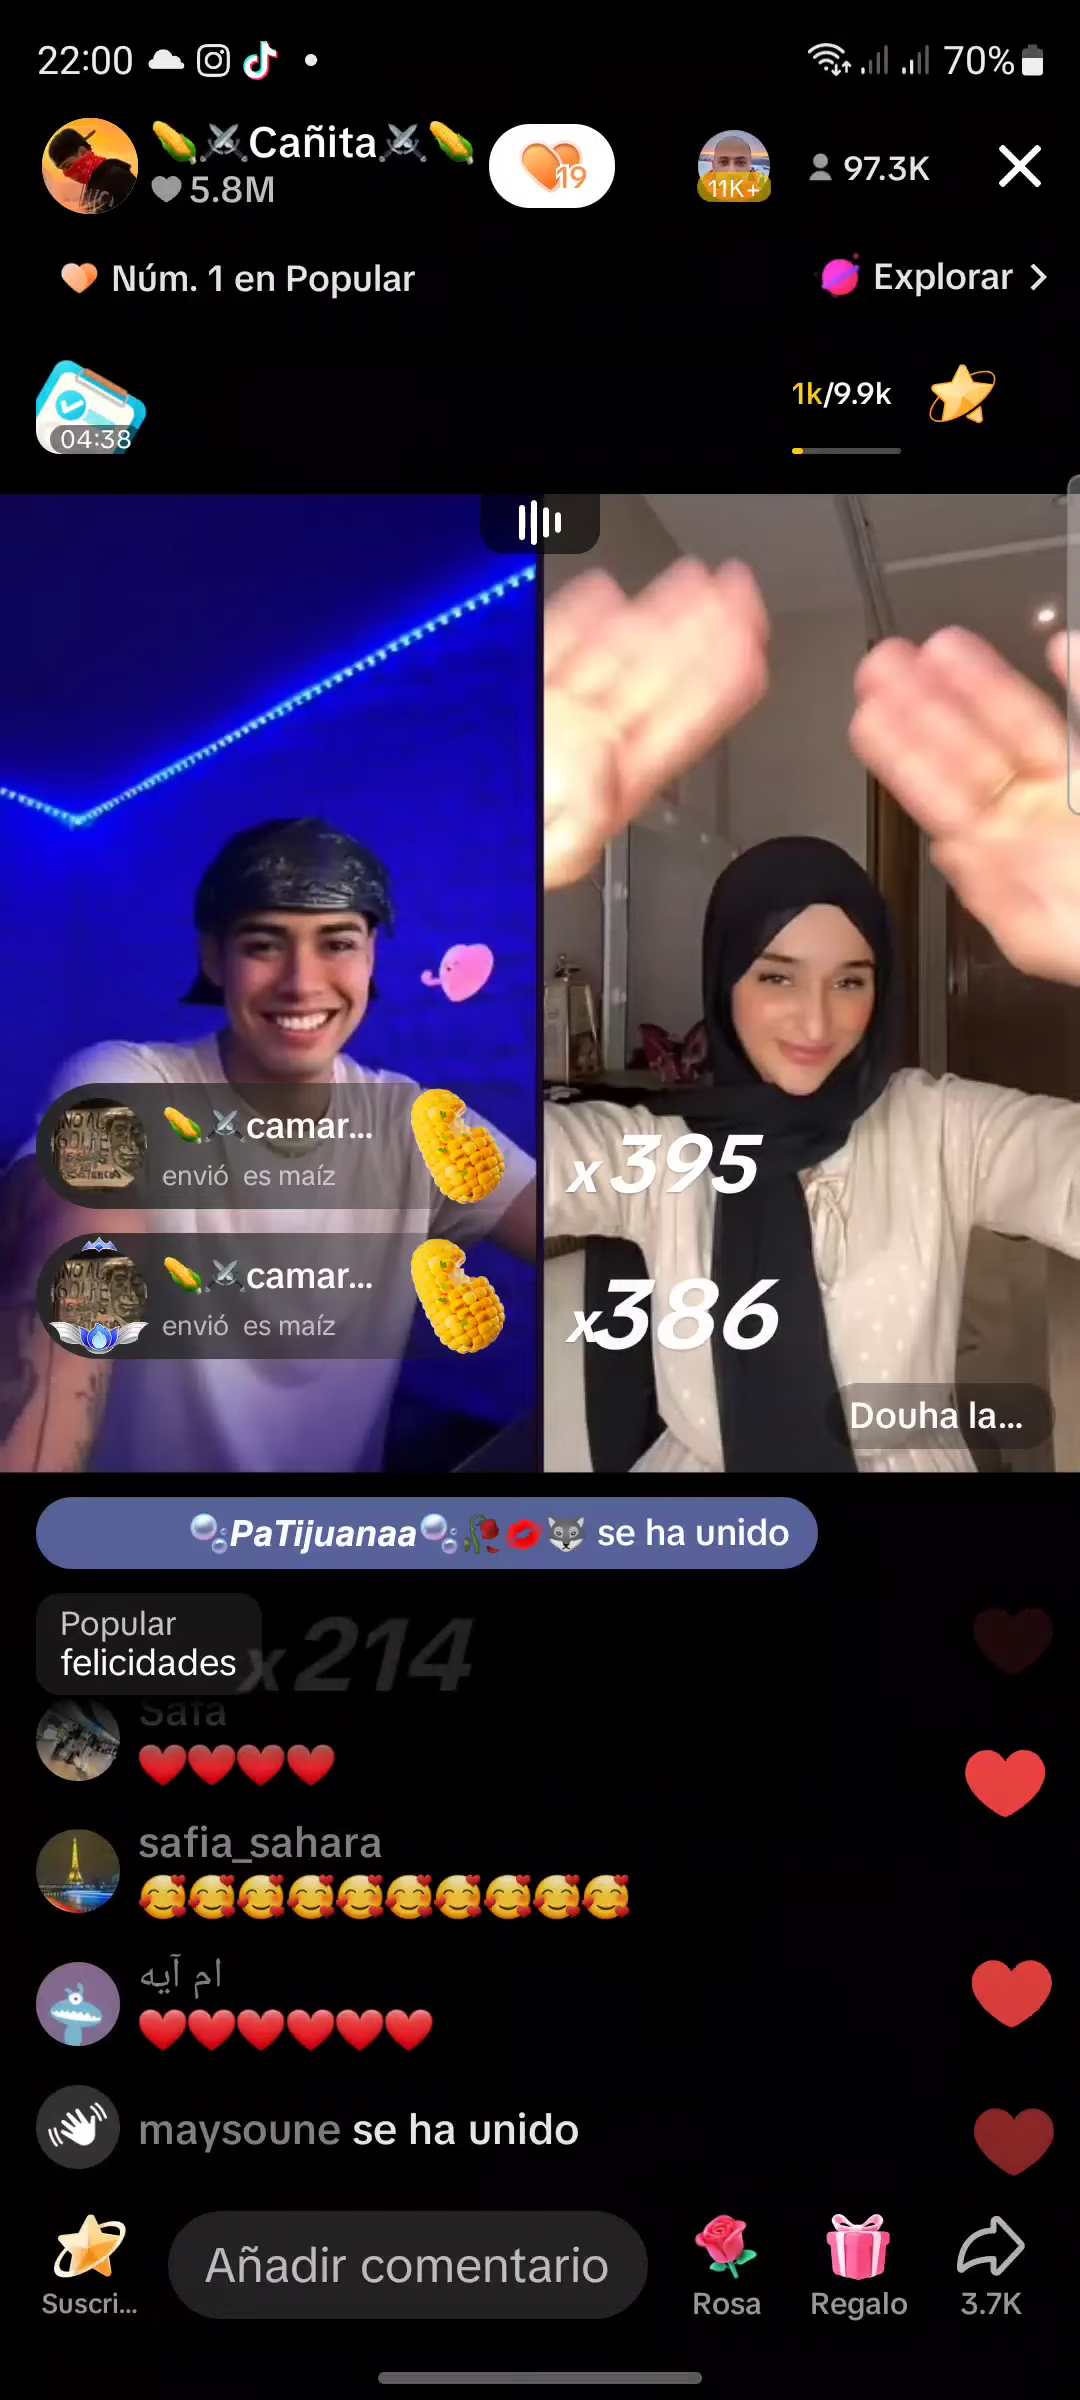 22:00
70%
Cañita
5.8M
19
11K+
97.3K
Núm. 1 en Popular
Explorar
04:38
1k/9.9k
camar...
envió es maíz
x395
camar...
envió es maíz
x386
Douha la...
PaTijuanaa se ha unido
Popular
felicidades
x214
Safa
safia_sahara
ام آيه
maysoune se ha unido
Suscri...
Añadir comentario
Rosa
Regalo
3.7K